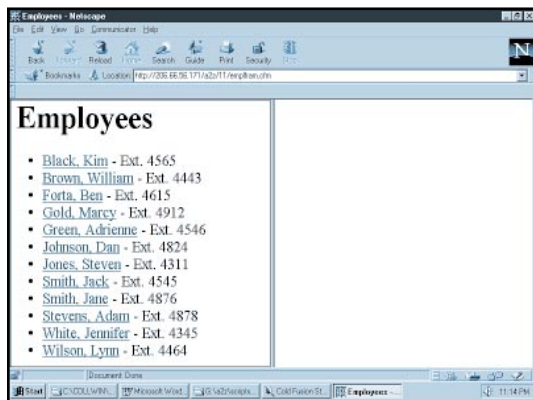 Employees - Netscape
File Edit View Go Communicator Help
Back Forward Reload Home Search Guide Print Security Stop
N
Bookmarks Location: http://206.66.56.171/a2z/11/empfram.cfm
Employees
• Black, Kim - Ext. 4565
• Brown, William - Ext. 4443
• Forta, Ben - Ext. 4615
• Gold, Marcy - Ext. 4912
• Green, Adrienne - Ext. 4546
• Johnson, Dan - Ext. 4824
• Jones, Steven - Ext. 4311
• Smith, Jack - Ext. 4545
• Smith, Jane - Ext. 4876
• Stevens, Adam - Ext. 4878
• White, Jennifer - Ext. 4345
• Wilson, Lynn - Ext. 4464
Document: Done
Start Microsoft Word Cold Fusion St... Employees -... 11:14 PM